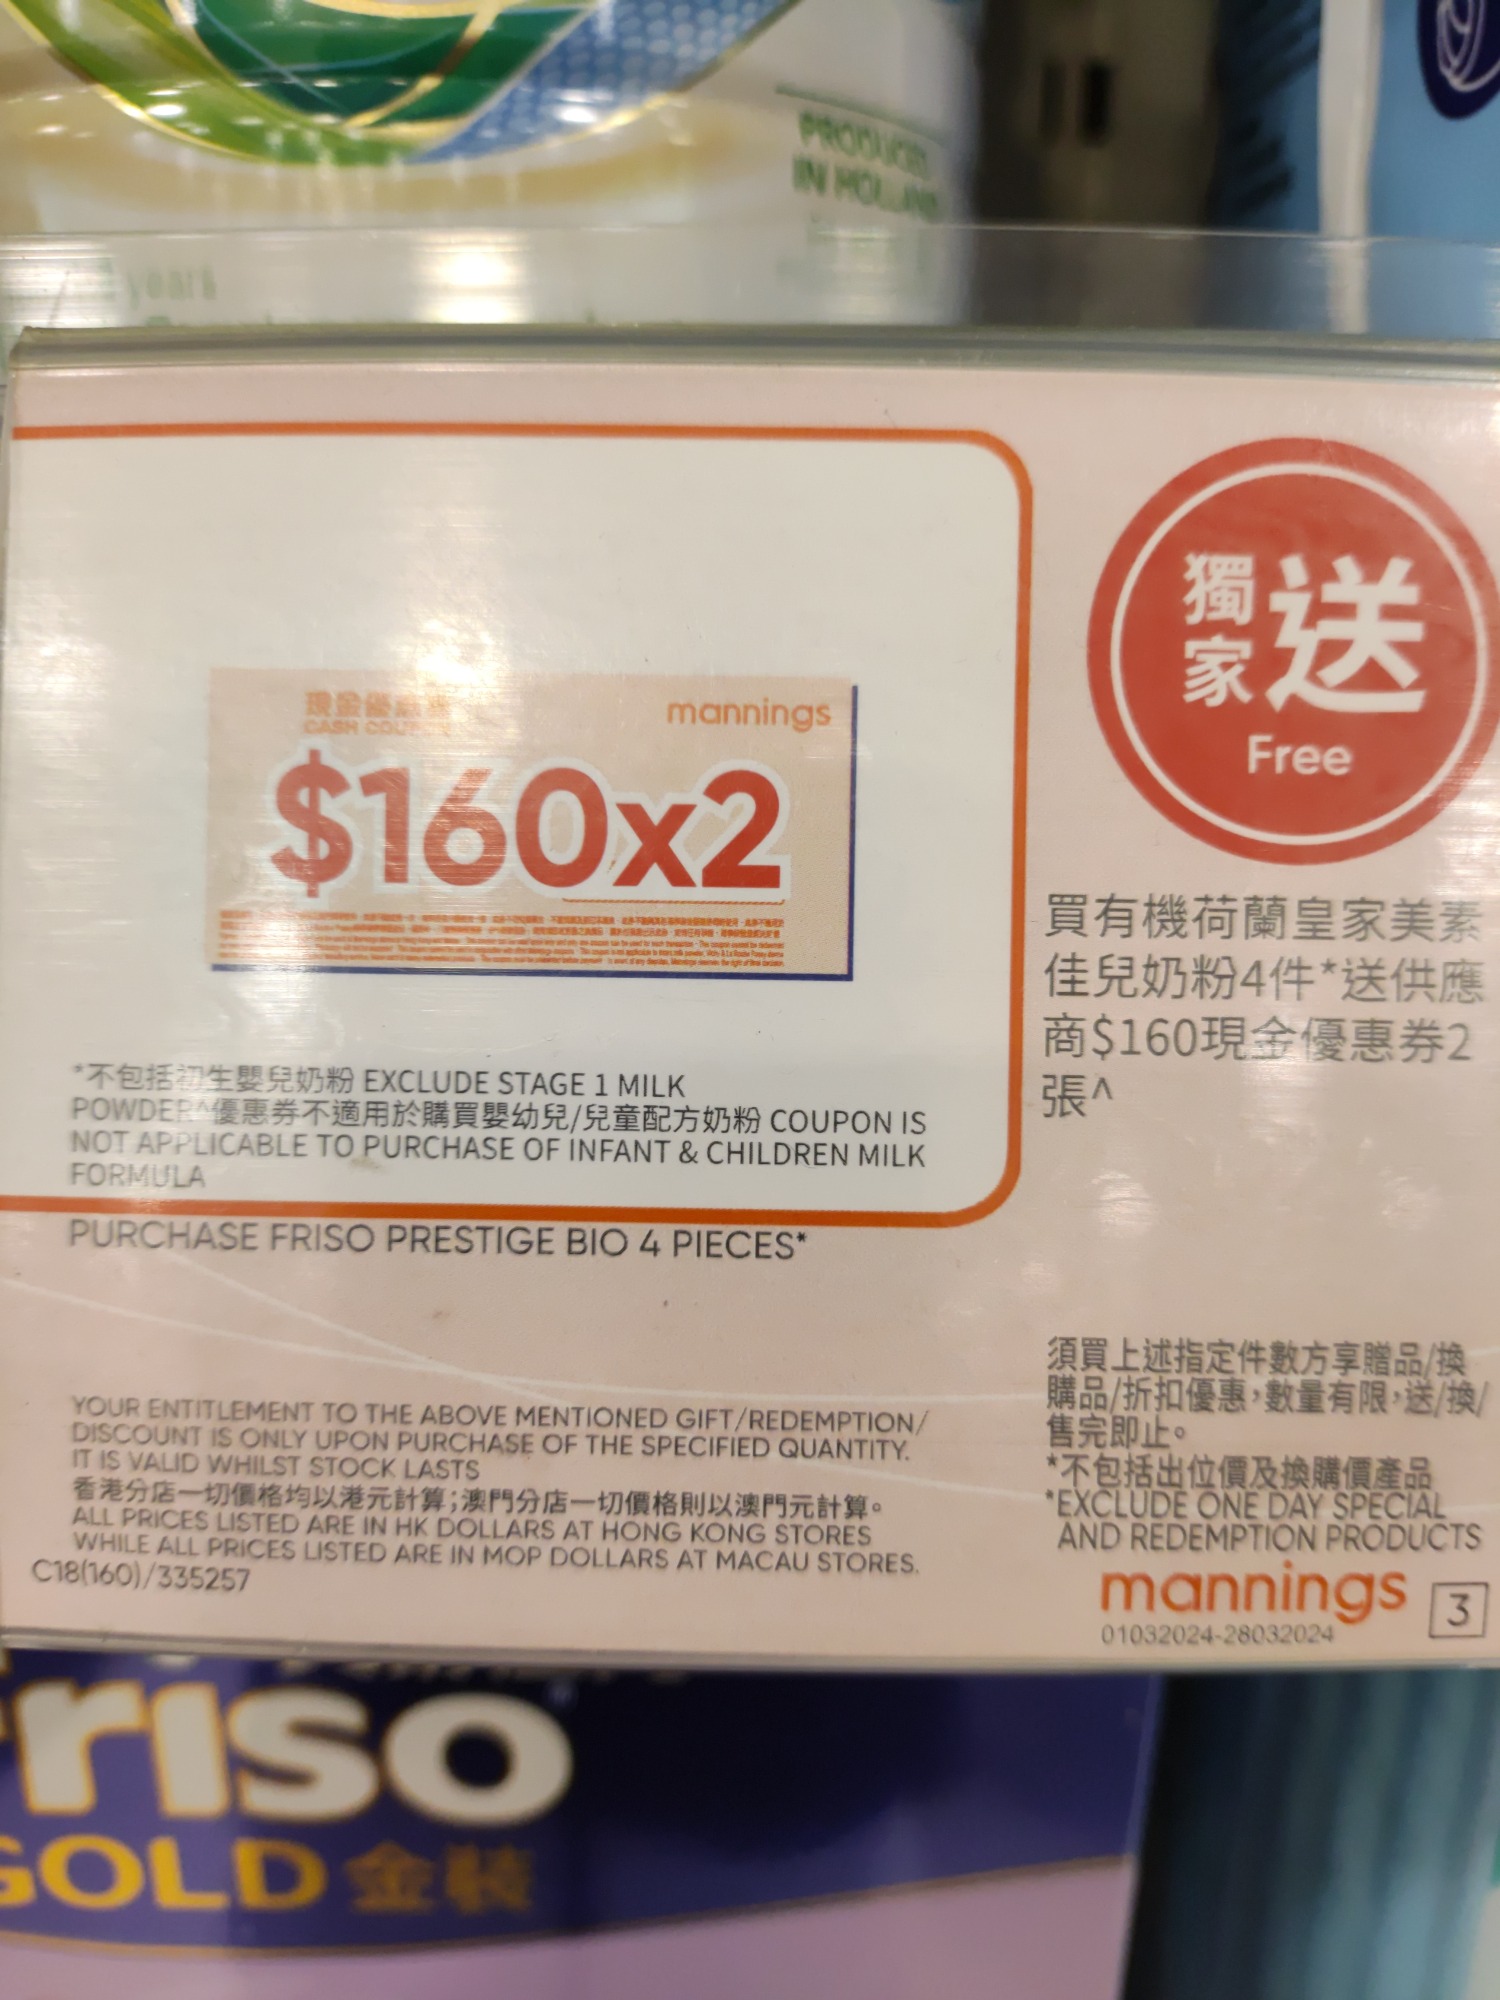 PRODUCED
IN HOLLAND
years
獨家送
Free
現金優惠券
CASH COUPON
mannings
$160x2
買有機荷蘭皇家美素
佳兒奶粉4件*送供應
商$160現金優惠券2
張^
*不包括初生嬰兒奶粉 EXCLUDE STAGE 1 MILK
POWDER^優惠券不適用於購買嬰幼兒/兒童配方奶粉 COUPON IS
NOT APPLICABLE TO PURCHASE OF INFANT & CHILDREN MILK
FORMULA
PURCHASE FRISO PRESTIGE BIO 4 PIECES*
須買上述指定件數方享贈品/換
購品/折扣優惠,數量有限,送/換/
售完即止。
*不包括出位價及換購價產品
*EXCLUDE ONE DAY SPECIAL
AND REDEMPTION PRODUCTS
YOUR ENTITLEMENT TO THE ABOVE MENTIONED GIFT/REDEMPTION/
DISCOUNT IS ONLY UPON PURCHASE OF THE SPECIFIED QUANTITY.
IT IS VALID WHILST STOCK LASTS
香港分店一切價格均以港元計算;澳門分店一切價格則以澳門元計算。
ALL PRICES LISTED ARE IN HK DOLLARS AT HONG KONG STORES
WHILE ALL PRICES LISTED ARE IN MOP DOLLARS AT MACAU STORES.
C18(160)/335257
mannings 3
01032024-28032024
Friso
GOLD 金裝